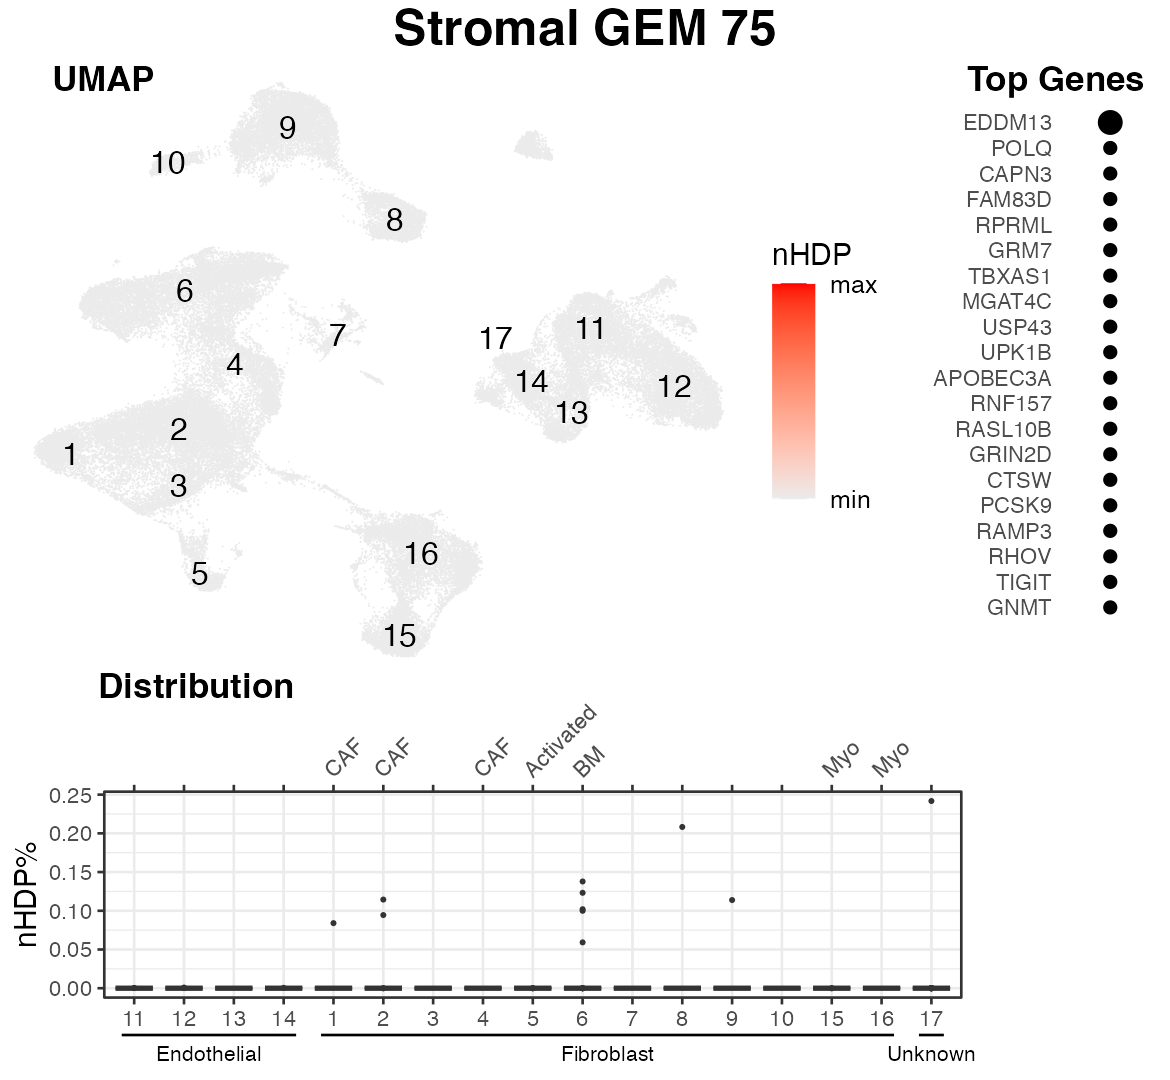 Stromal GEM 75
UMAP
1
2
3
4
5
6
7
8
9
10
11
12
13
14
15
16
17
nHDP
max
min
Top Genes
EDDM13
POLQ
CAPN3
FAM83D
RPRML
GRM7
TBXAS1
MGAT4C
USP43
UPK1B
APOBEC3A
RNF157
RASL10B
GRIN2D
CTSW
PCSK9
RAMP3
RHOV
TIGIT
GNMT
Distribution
CAF CAF CAF Activated BM Myo Myo
nHDP%
0.25
0.20
0.15
0.10
0.05
0.00
11 12 13 14 1 2 3 4 5 6 7 8 9 10 15 16 17
Endothelial Fibroblast Unknown